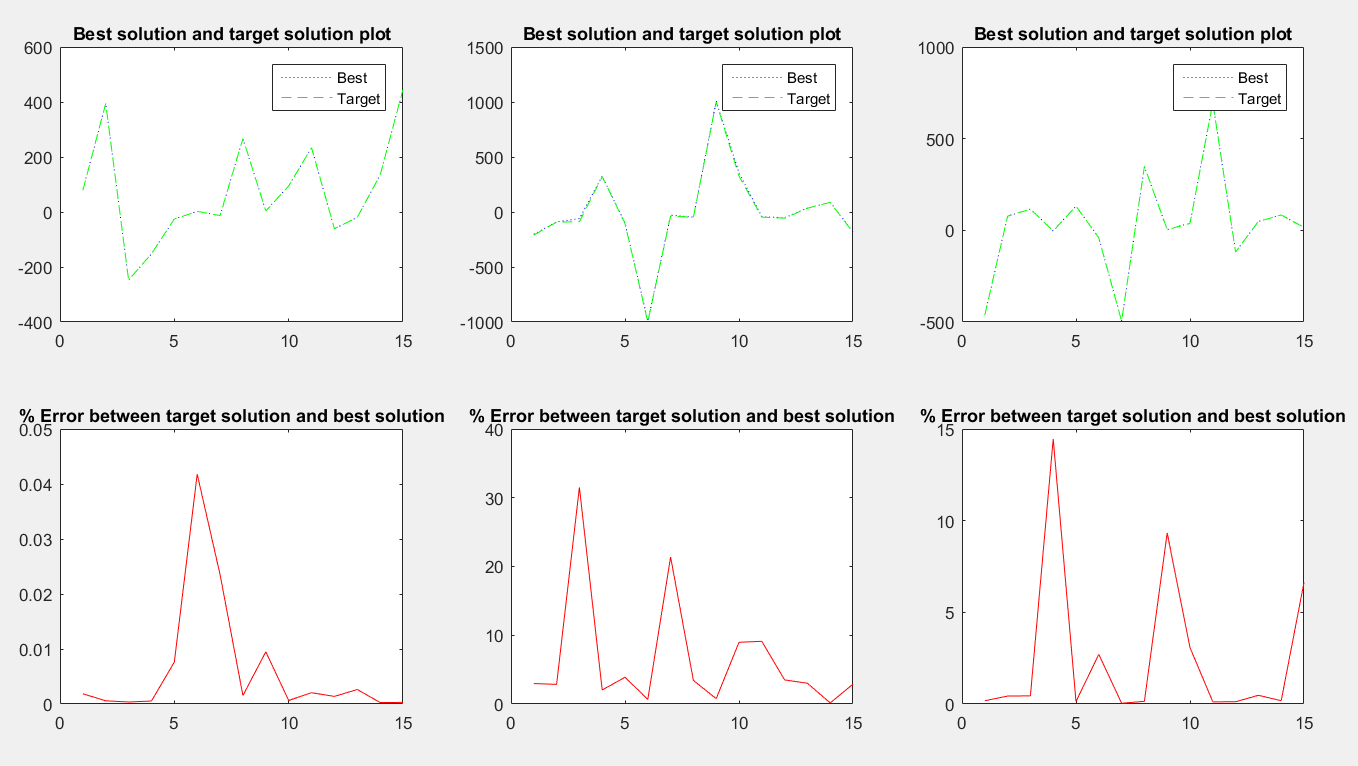 Best solution and target solution plot
600
400
200
0
-200
-400
0 5 10 15
Best
Target
Best solution and target solution plot
1500
1000
500
0
-500
-1000
0 5 10 15
Best
Target
Best solution and target solution plot
1000
500
0
-500
0 5 10 15
Best
Target
% Error between target solution and best solution
0.05
0.04
0.03
0.02
0.01
0
0 5 10 15
% Error between target solution and best solution
40
30
20
10
0
0 5 10 15
% Error between target solution and best solution
15
10
5
0
0 5 10 15